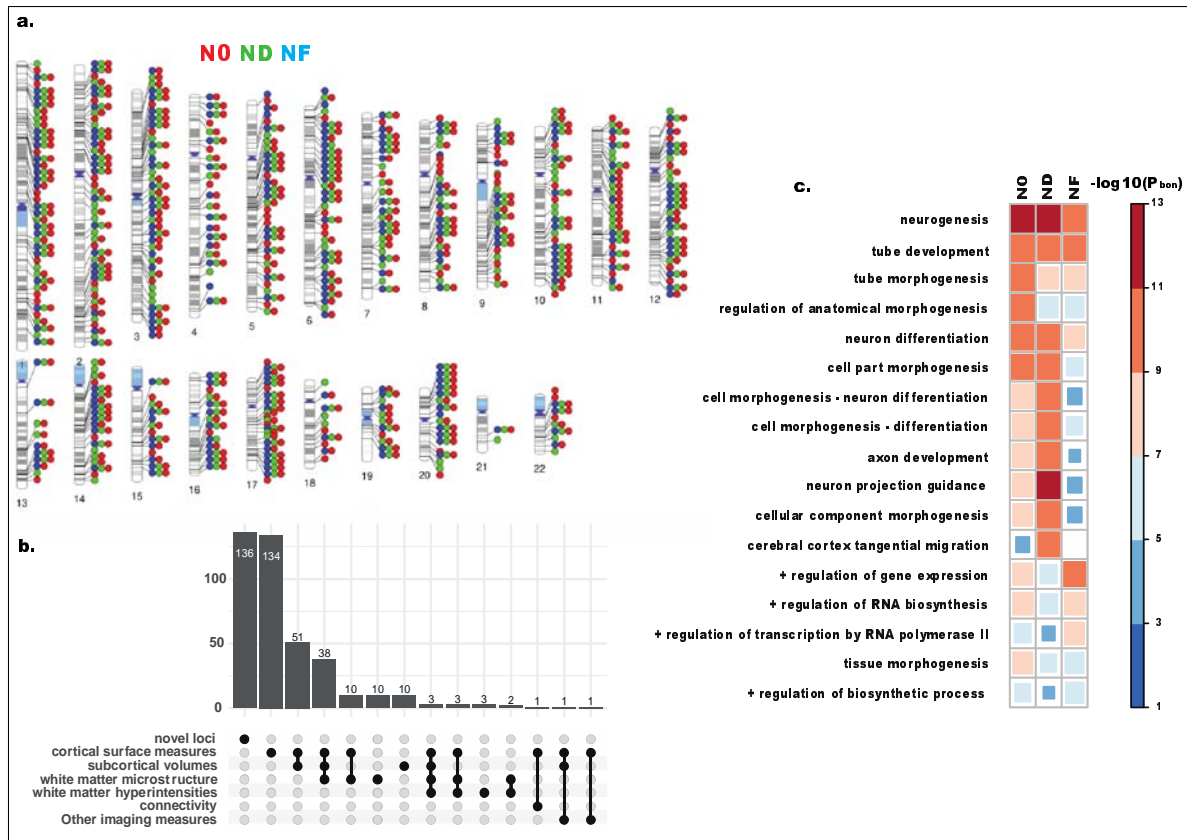 a.
N0 ND NF
1 2 3 4 5 6 7 8 9 10 11 12
13 14 15 16 17 18 19 20 21 22
b.
136 134 51 38 10 10 10 3 3 3 2 1 1 1
100
50
0
novel loci
cortical surface measures
subcortical volumes
white matter microstructure
white matter hyperintensities
connectivity
Other imaging measures
c.
N0 ND NF
-log10(Pbon)
neurogenesis
tube development
tube morphogenesis
regulation of anatomical morphogenesis
neuron differentiation
cell part morphogenesis
cell morphogenesis - neuron differentiation
cell morphogenesis - differentiation
axon development
neuron projection guidance
cellular component morphogenesis
cerebral cortex tangential migration
+ regulation of gene expression
+ regulation of RNA biosynthesis
+ regulation of transcription by RNA polymerase II
tissue morphogenesis
+ regulation of biosynthetic process
13
11
9
7
5
3
1